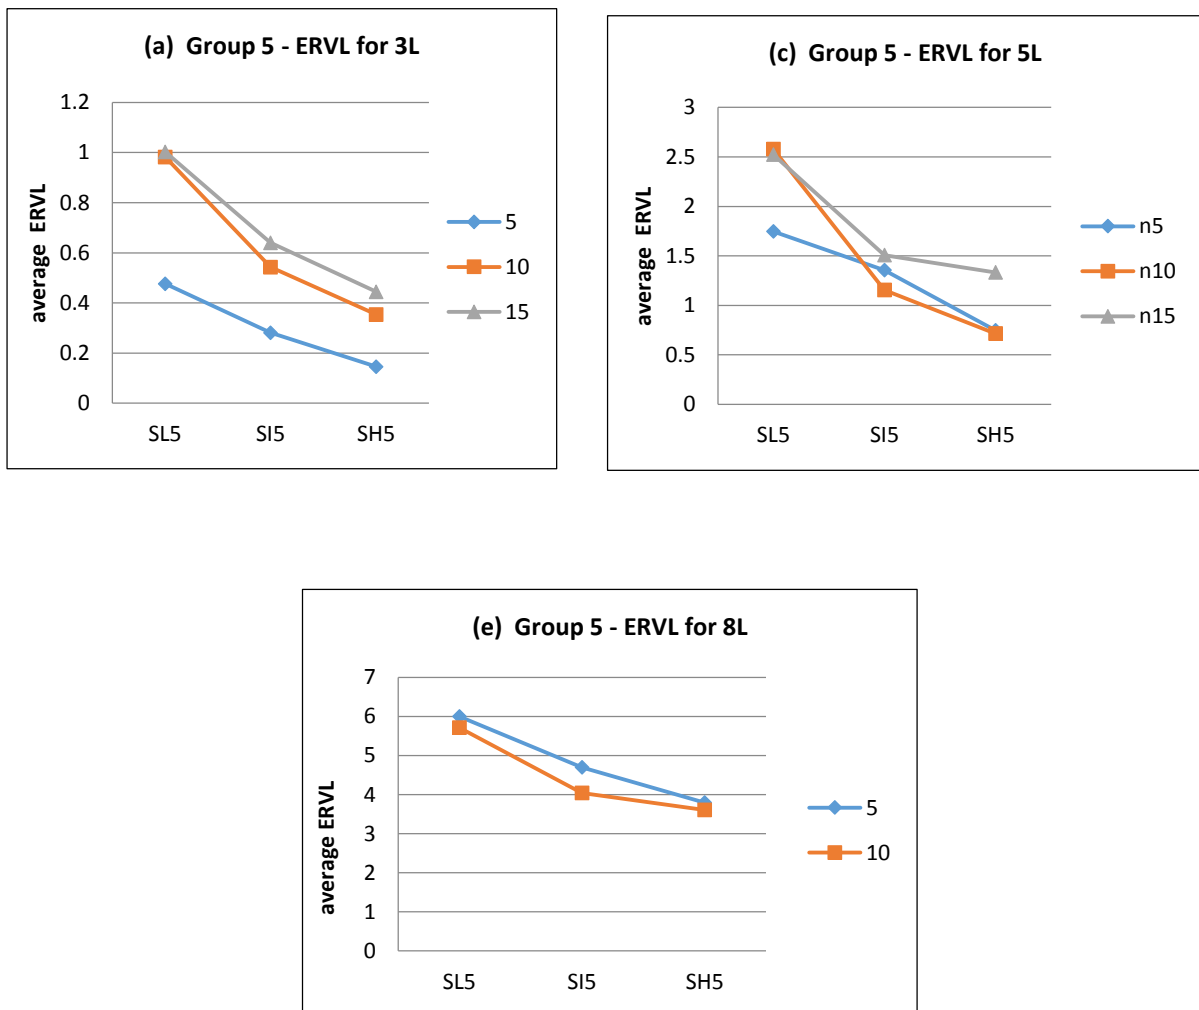 (a) Group 5 - ERVL for 3L
1.2
1
0.8
0.6
0.4
0.2
0
average ERVL
SL5 SI5 SH5
5
10
15
(c) Group 5 - ERVL for 5L
3
2.5
2
1.5
1
0.5
0
average ERVL
SL5 SI5 SH5
n5
n10
n15
(e) Group 5 - ERVL for 8L
7
6
5
4
3
2
1
0
average ERVL
SL5 SI5 SH5
5
10